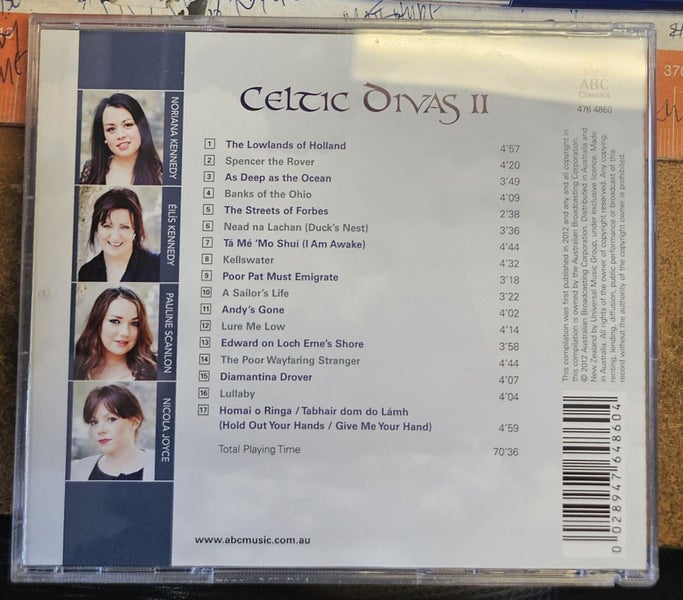 CELTIC DIVAS II
ABC
Classics
476 4860
NORIANA KENNEDY
ÉILÍS KENNEDY
PAULINE SCANLON
NICOLA JOYCE
1 The Lowlands of Holland 4'57
2 Spencer the Rover 4'20
3 As Deep as the Ocean 3'49
4 Banks of the Ohio 4'09
5 The Streets of Forbes 2'38
6 Nead na Lachan (Duck's Nest) 3'36
7 Tá Mé 'Mo Shuí (I Am Awake) 4'44
8 Kellswater 4'32
9 Poor Pat Must Emigrate 3'18
10 A Sailor's Life 3'22
11 Andy's Gone 4'02
12 Lure Me Low 4'14
13 Edward on Loch Erne's Shore 3'58
14 The Poor Wayfaring Stranger 4'44
15 Diamantina Drover 4'07
16 Lullaby 4'04
17 Homai o Ringa / Tabhair dom do Lámh
(Hold Out Your Hands / Give Me Your Hand) 4'59
Total Playing Time 70'36
www.abcmusic.com.au
This compilation was first published in 2012 and any and all copyright in
this compilation is owned by the Australian Broadcasting Corporation.
© 2012 Australian Broadcasting Corporation. Distributed in Australia and
New Zealand by Universal Music Group, under exclusive licence. Made
in Australia. All rights of the owner of copyright reserved. Any copying,
renting, lending, diffusion, public performance or broadcast of this
record without the authority of the copyright owner is prohibited.
0 028947 648604